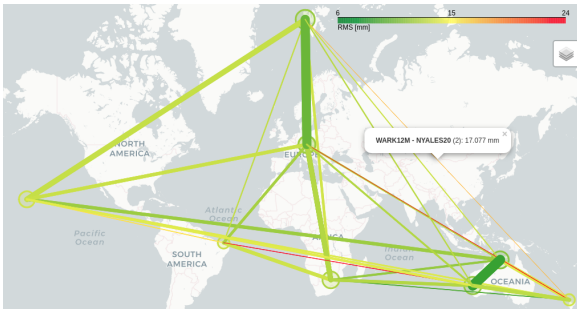 6 15 24
RMS [mm]
WARK12M - NYALES20 (2): 17.077 mm
×
NORTH
AMERICA
EUROPE
Atlantic
Ocean
Pacific
Ocean
AFRICA
Indian
Ocean
SOUTH
AMERICA
OCEANIA